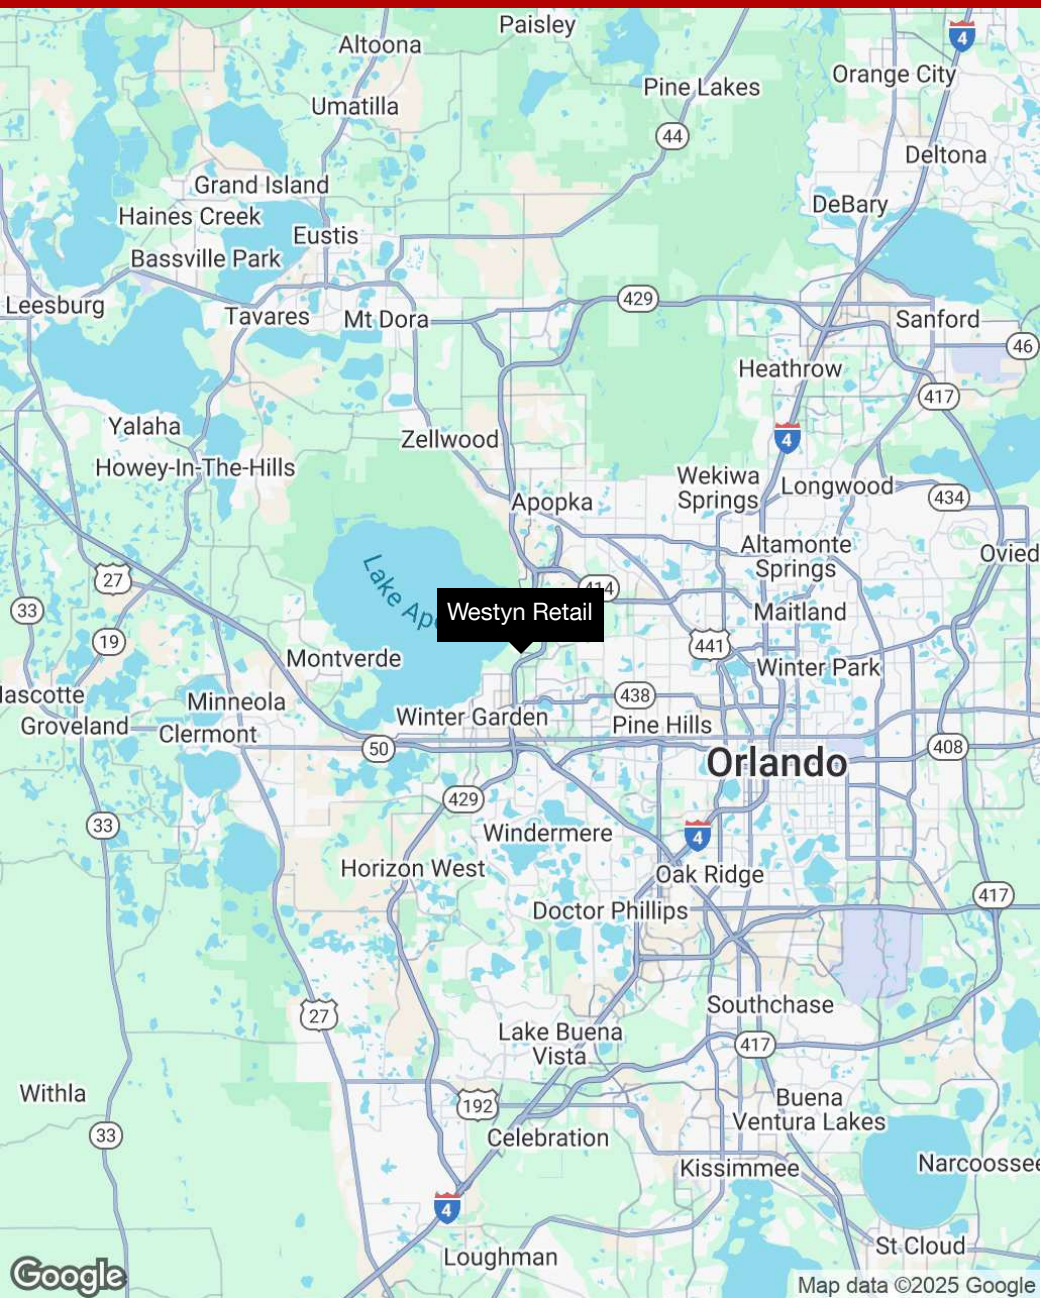 Paisley
4
Altoona
Orange City
Pine Lakes
Umatilla
44
Deltona
Grand Island
DeBary
Haines Creek
Eustis
Bassville Park
429
Leesburg
Tavares
Mt Dora
Sanford
46
Heathrow
417
Yalaha
Zellwood
4
Howey-In-The-Hills
Wekiwa
Springs
Longwood
434
Apopka
Altamonte
Springs
Ovied
27
Lake Apo
414
33
Westyn Retail
Maitland
19
441
Montverde
Winter Park
lascotte
Minneola
438
Groveland
Clermont
Winter Garden
Pine Hills
50
408
Orlando
429
33
Windermere
4
Horizon West
Oak Ridge
417
Doctor Phillips
27
Southchase
Lake Buena
Vista
417
Withla
192
Buena
Ventura Lakes
33
Celebration
Kissimmee
Narcoossee
4
St Cloud
Loughman
Google
Map data ©2025 Google